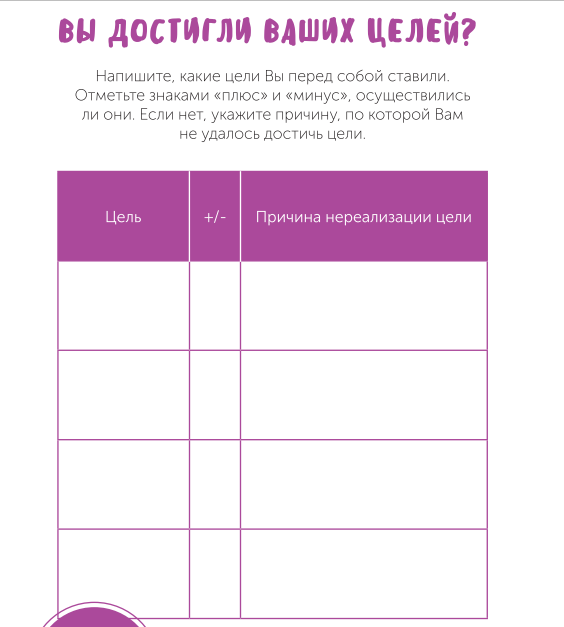 ВЫ ДОСТИГЛИ ВАШИХ ЦЕЛЕЙ?
Напишите, какие цели Вы перед собой ставили.
Отметьте знаками «плюс» и «минус», осуществились
ли они. Если нет, укажите причину, по которой Вам
не удалось достичь цели.
Цель +/- Причина нереализации цели